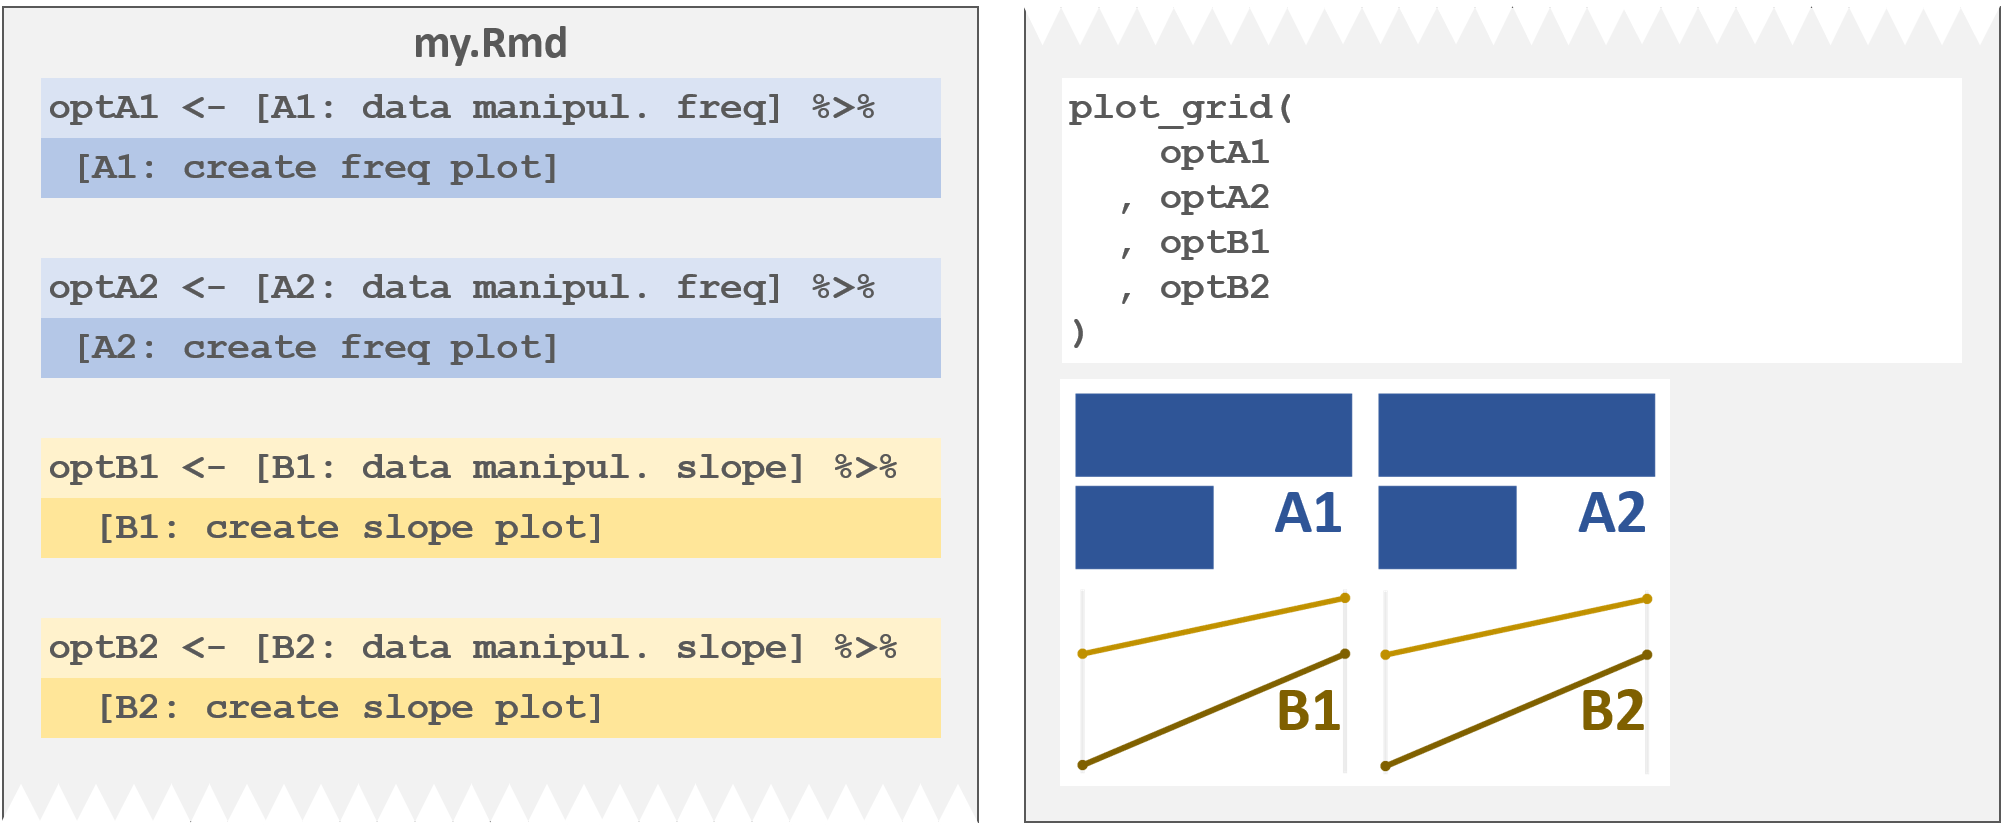 my.Rmd
optA1 <- [A1: data manipul. freq] %>%
[A1: create freq plot]
optA2 <- [A2: data manipul. freq] %>%
[A2: create freq plot]
optB1 <- [B1: data manipul. slope] %>%
[B1: create slope plot]
optB2 <- [B2: data manipul. slope] %>%
[B2: create slope plot]
plot_grid(
optA1
, optA2
, optB1
, optB2
)
A1
A2
B1
B2